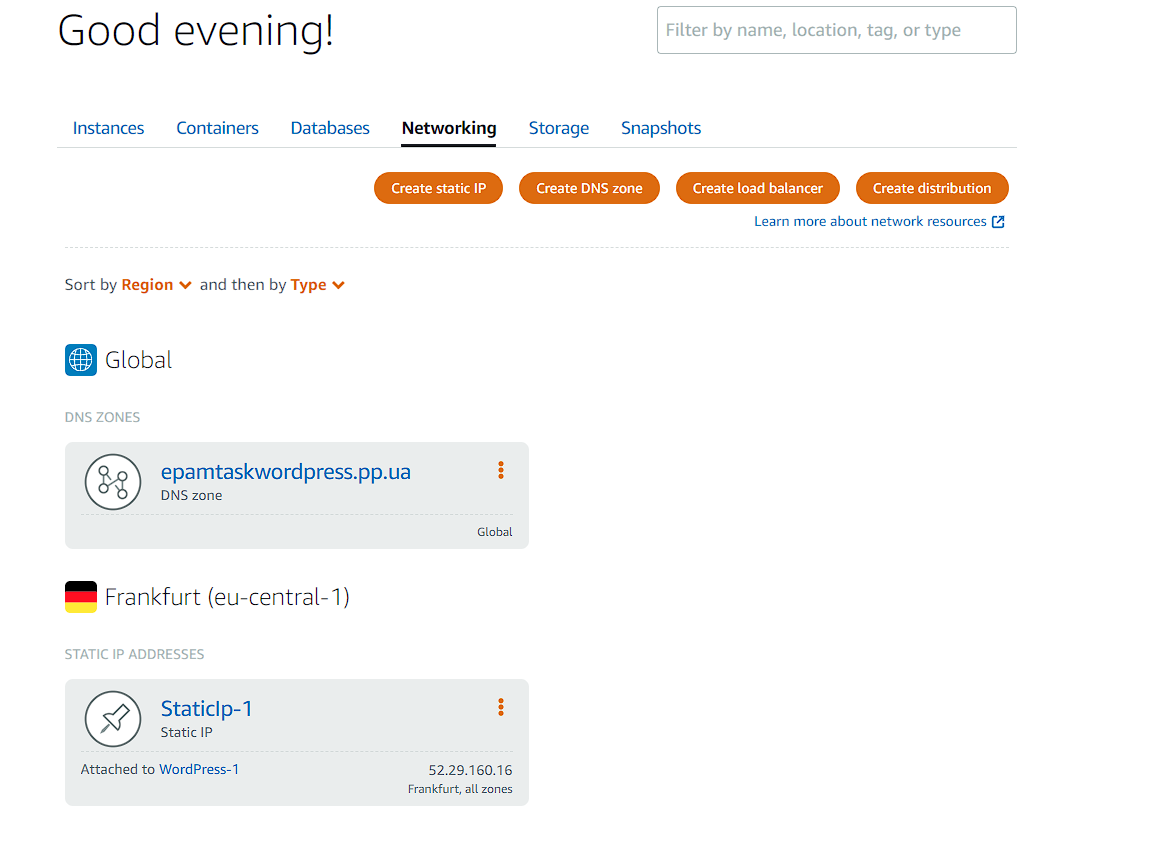 Good evening!
Filter by name, location, tag, or type
Instances Containers Databases Networking Storage Snapshots
Create static IP Create DNS zone Create load balancer Create distribution
Learn more about network resources
Sort by Region and then by Type
Global
DNS ZONES
epamtaskwordpress.pp.ua
DNS zone
Global
Frankfurt (eu-central-1)
STATIC IP ADDRESSES
StaticIp-1
Static IP
Attached to WordPress-1 52.29.160.16
Frankfurt, all zones